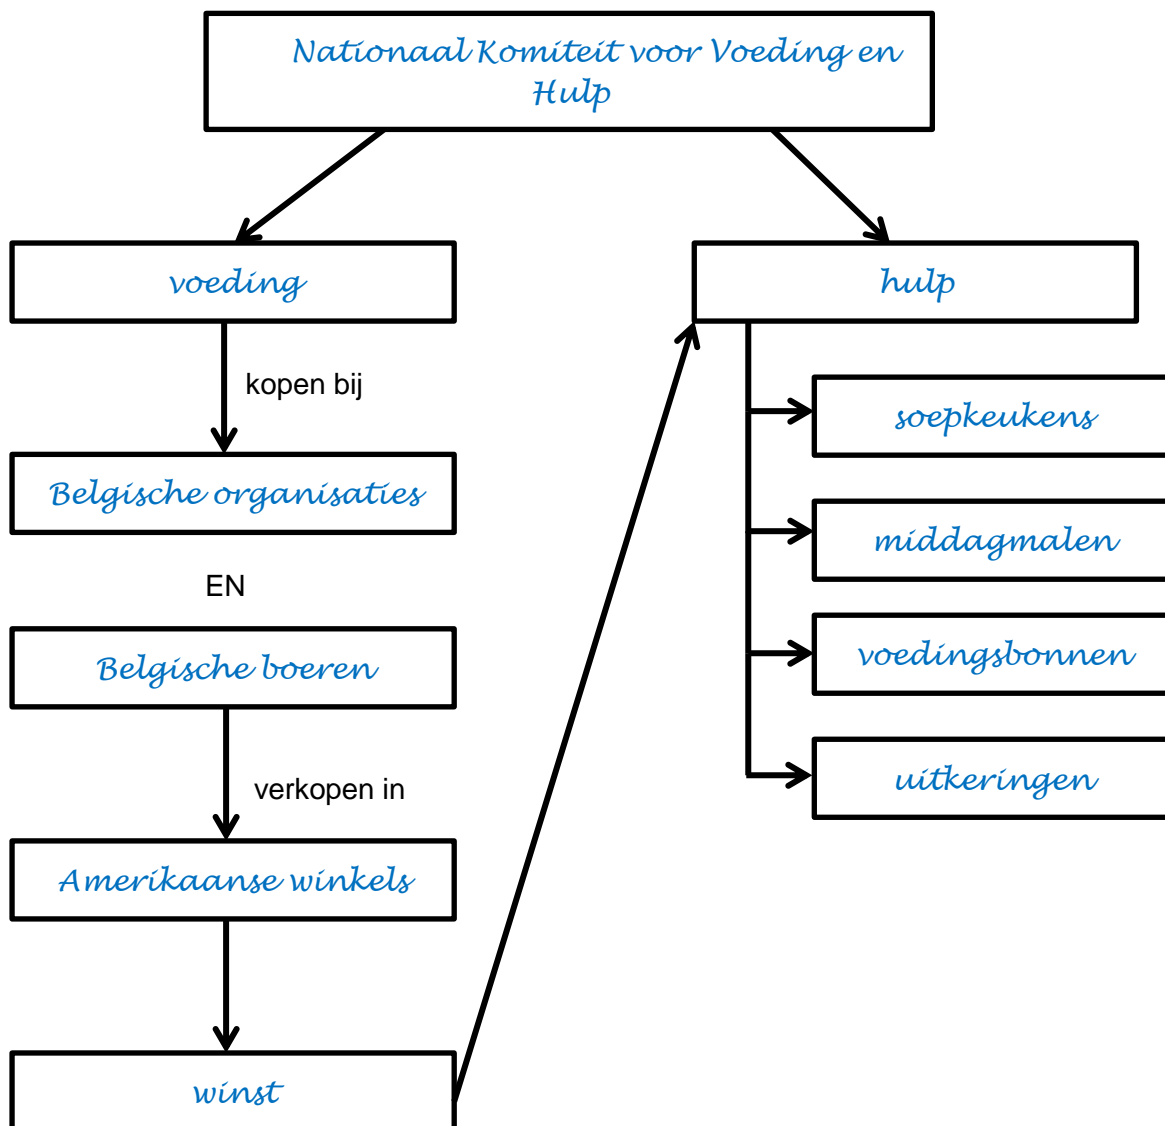 Nationaal Komiteit voor Voeding en
Hulp
voeding
kopen bij
Belgische organisaties
EN
Belgische boeren
verkopen in
Amerikaanse winkels
winst
hulp
soepkeukens
middagmalen
voedingsbonnen
uitkeringen